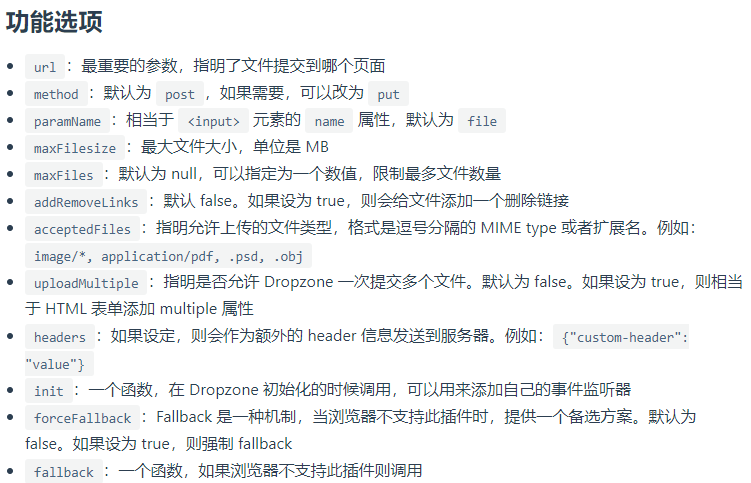 功能选项
url：最重要的参数，指明了文件提交到哪个页面
method：默认为 post，如果需要，可以改为 put
paramName：相当于 <input> 元素的 name 属性，默认为 file
maxFilesize：最大文件大小，单位是 MB
maxFiles：默认为 null，可以指定为一个数值，限制最多文件数量
addRemoveLinks：默认 false。如果设为 true，则会给文件添加一个删除链接
acceptedFiles：指明允许上传的文件类型，格式是逗号分隔的 MIME type 或者扩展名。例如：
image/*, application/pdf, .psd, .obj
uploadMultiple：指明是否允许 Dropzone 一次提交多个文件。默认为 false。如果设为 true，则相当
于 HTML 表单添加 multiple 属性
headers：如果设定，则会作为额外的 header 信息发送到服务器。例如：{"custom-header":
"value"}
init：一个函数，在 Dropzone 初始化的时候调用，可以用来添加自己的事件监听器
forceFallback：Fallback 是一种机制，当浏览器不支持此插件时，提供一个备选方案。默认为
false。如果设为 true，则强制 fallback
fallback：一个函数，如果浏览器不支持此插件则调用